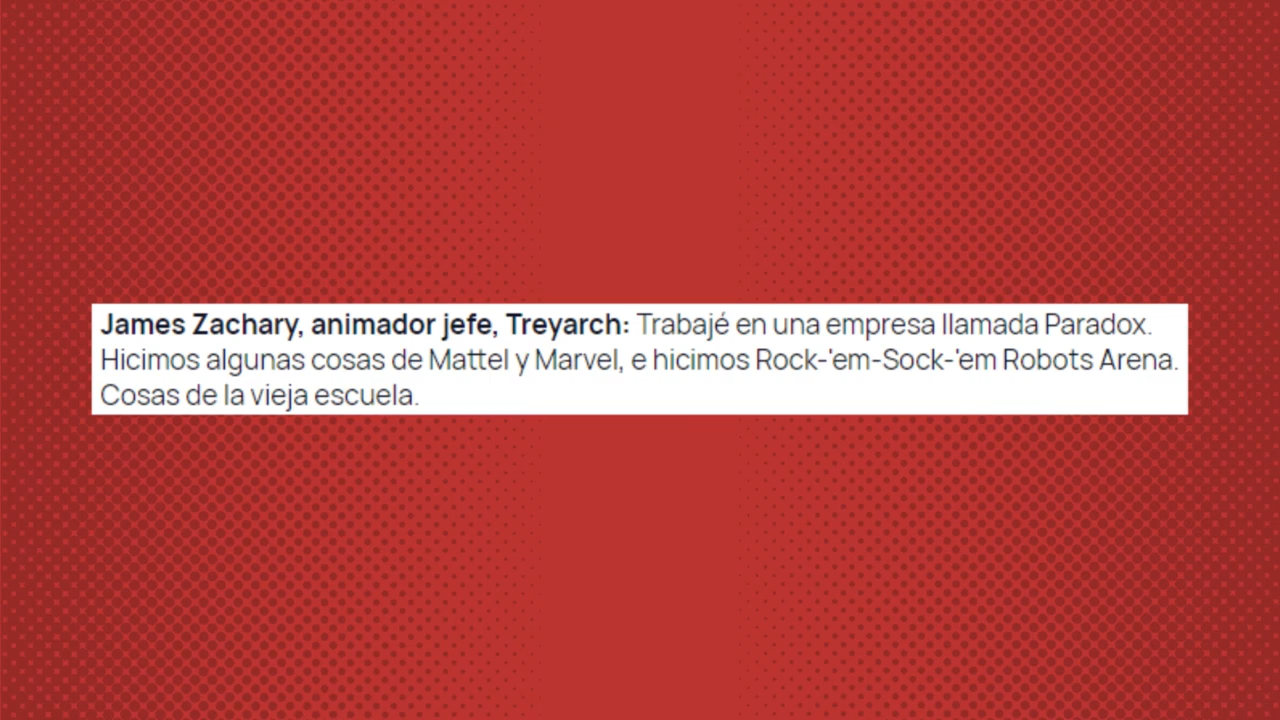 James Zachary, animador jefe, Treyarch: Trabajé en una empresa llamada Paradox.
Hicimos algunas cosas de Mattel y Marvel, e hicimos Rock-'em-Sock-'em Robots Arena.
Cosas de la vieja escuela.